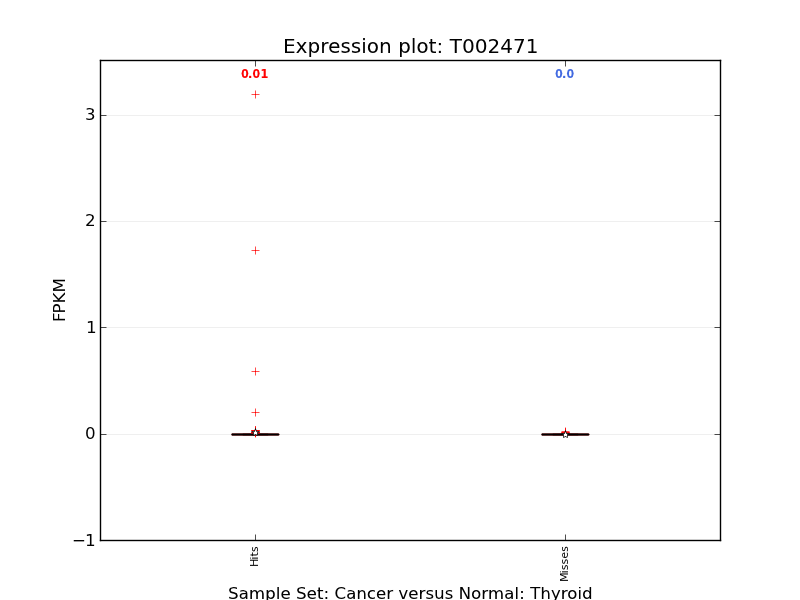 Expression plot: T002471
0.01
0.0
3
2
1
0
−1
FPKM
Hits
Misses
Sample Set: Cancer versus Normal: Thyroid